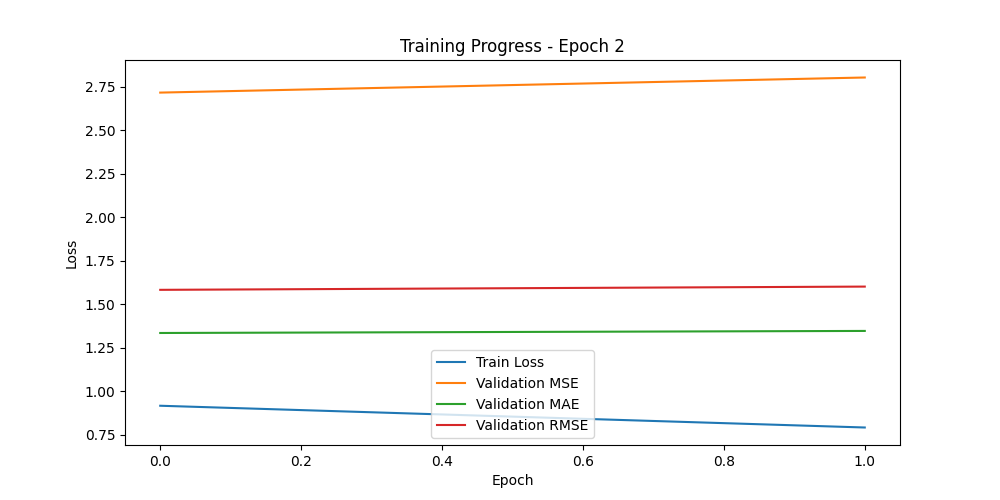 Training Progress - Epoch 2
Loss
2.75
2.50
2.25
2.00
1.75
1.50
1.25
1.00
0.75
Train Loss
Validation MSE
Validation MAE
Validation RMSE
0.0 0.2 0.4 0.6 0.8 1.0
Epoch